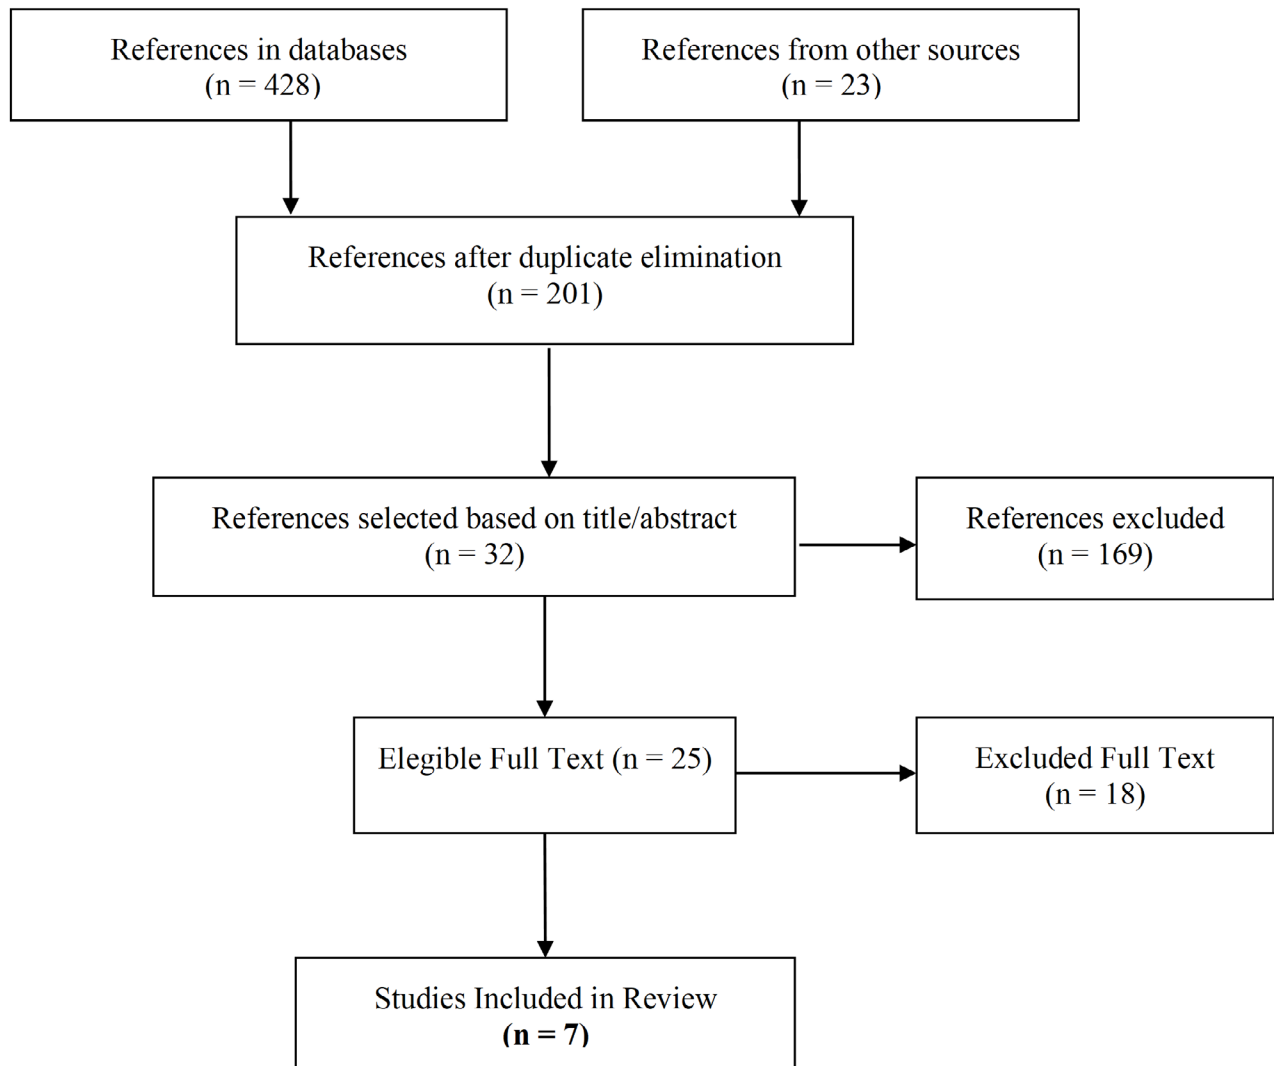 References in databases
(n = 428)
References from other sources
(n = 23)
References after duplicate elimination
(n = 201)
References selected based on title/abstract
(n = 32)
References excluded
(n = 169)
Elegible Full Text (n = 25)
Excluded Full Text
(n = 18)
Studies Included in Review
(n = 7)